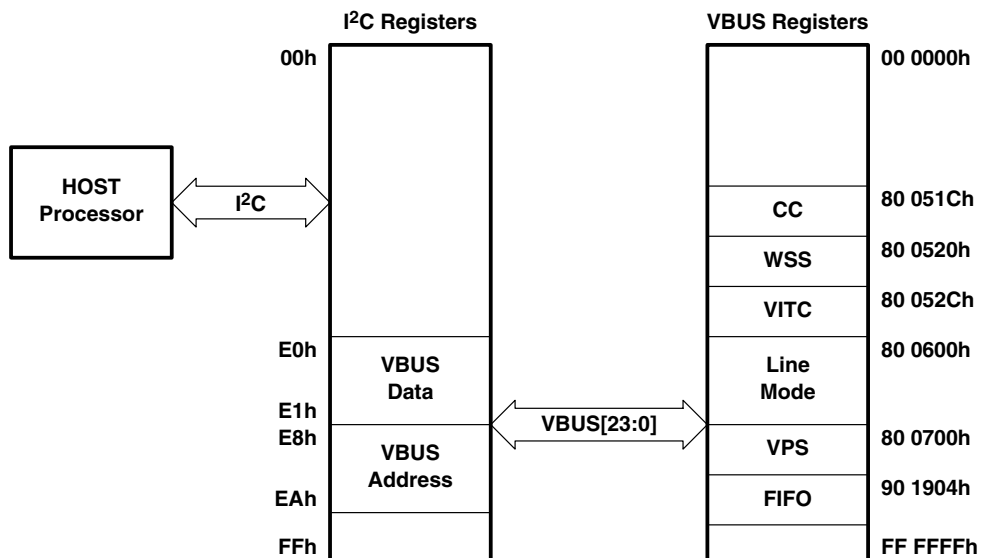 I²C Registers
VBUS Registers
00h
00 0000h
HOST
Processor
I²C
CC
80 051Ch
WSS
80 0520h
VITC
80 052Ch
E0h
VBUS
Data
E1h
Line
Mode
80 0600h
VBUS[23:0]
E8h
VBUS
Address
EAh
VPS
80 0700h
FIFO
90 1904h
FFh
FF FFFFh